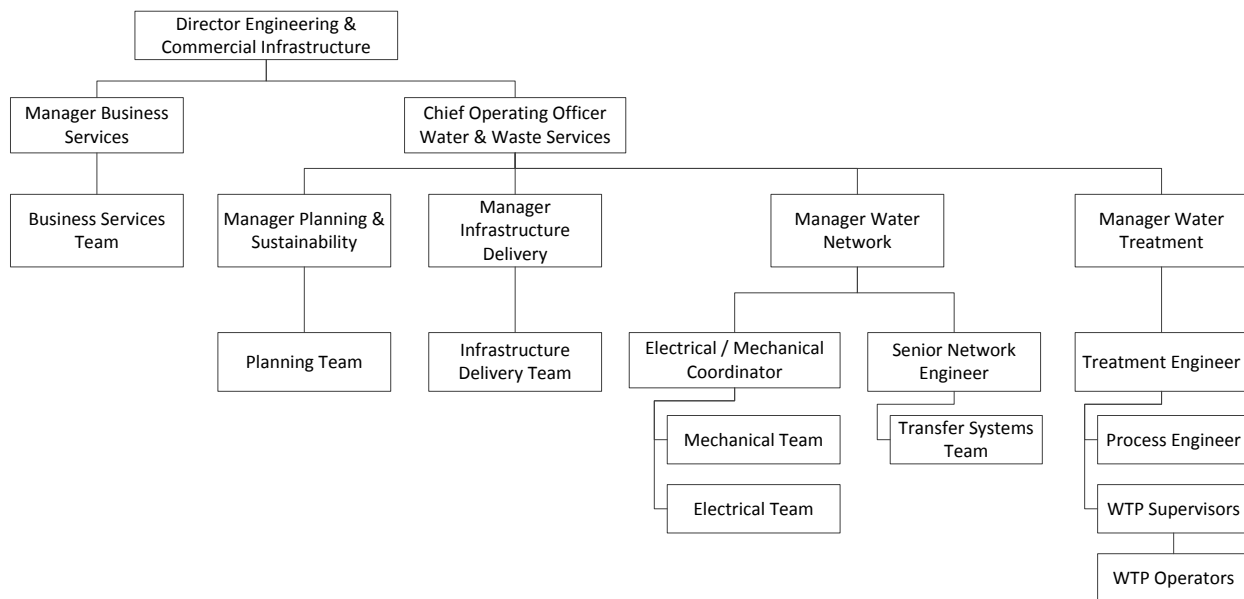 Director Engineering &
Commercial Infrastructure
Manager Business
Services
Chief Operating Officer
Water & Waste Services
Business Services
Team
Manager Planning &
Sustainability
Manager
Infrastructure
Delivery
Manager Water
Network
Manager Water
Treatment
Planning Team
Infrastructure
Delivery Team
Electrical / Mechanical
Coordinator
Senior Network
Engineer
Treatment Engineer
Mechanical Team
Transfer Systems
Team
Process Engineer
Electrical Team
WTP Supervisors
WTP Operators